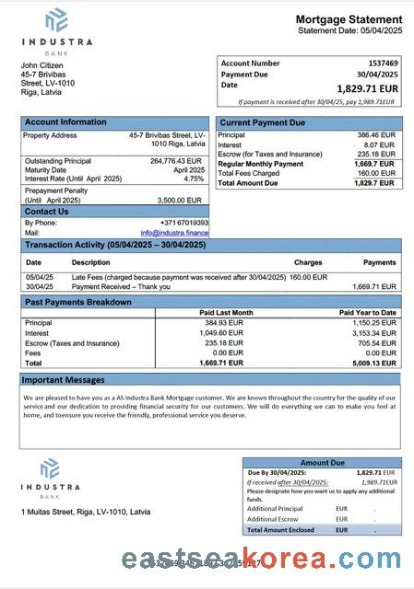 INDUSTRA
BANK
Mortgage Statement
Statement Date: 05/04/2025
John Citizen
45-7 Brivibas
Street, LV-1010
Riga, Latvia
Account Number 1537469
Payment Due 30/04/2025
Date
1,829.71 EUR
If payment is received after 30/04/25, pay 1,989.71EUR
Account Information
Property Address 45-7 Brivibas Street, LV-
1010 Riga, Latvia
Outstanding Principal 264,776.43 EUR
Maturity Date April 2025
Interest Rate (Until April 2025) 4.75%
Prepayment Penalty
(Until April 2025) 3,500.00 EUR
Contact Us
By Phone: +371 67019393
Mail: info@industra.finance
Current Payment Due
Principal 386.46 EUR
Interest 8.07 EUR
Escrow (for Taxes and Insurance) 235.18 EUR
Regular Monthly Payment 1,669.7 EUR
Total Fees Charged 160.00 EUR
Total Amount Due 1,829.7 EUR
Transaction Activity (05/04/2025 – 30/04/2025)
Date Description Charges Payments
05/04/25 Late Fees (charged because payment was received after 30/04/2025) 160.00 EUR
30/04/25 Payment Received – Thank you 1,669.71 EUR
Past Payments Breakdown
Paid Last Month Paid Year to Date
Principal 384.93 EUR 1,150.25 EUR
Interest 1,049.60 EUR 3,153.34 EUR
Escrow (Taxes and Insurance) 235.18 EUR 705.54 EUR
Fees 0.00 EUR 0.00 EUR
Total 1,669.71 EUR 5,009.13 EUR
Important Messages
We are pleased to have you as a AS Industra Bank Mortgage customer. We are known throughout the country for the quality of
our service and our dedication to providing financial security for our customers. We will do everything we can to make you feel at
home, and toensure you receive the friendly, professional service you deserve.
INDUSTRA
BANK
1 Muitas Street, Riga, LV-1010, Latvia
Amount Due
Due By 30/04/2025: 1,829.71 EUR
If received after 30/04/2025: 1,989.71EUR
Please designate how you want us to apply any additional
funds.
Additional Principal EUR -
Additional Escrow EUR -
Total Amount Enclosed EUR -
eastseakorea.com